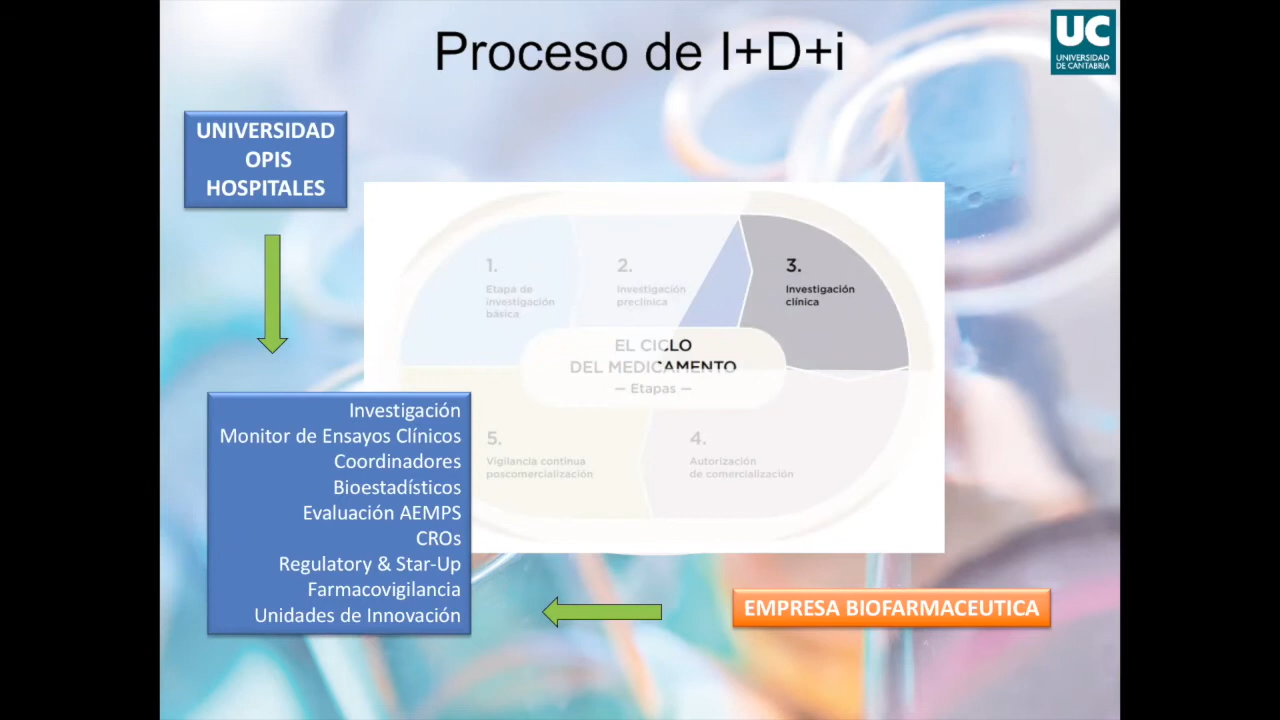 Proceso de I+D+i
UC
UNIVERSIDAD
DE CANTABRIA
UNIVERSIDAD
OPIS
HOSPITALES
1.
Etapa de
investigación
básica
2.
Investigación
preclínica
3.
Investigación
clínica
EL CICLO
DEL MEDICAMENTO
— Etapas —
5.
Vigilancia continua
poscomercialización
4.
Autorización
de comercialización
Investigación
Monitor de Ensayos Clínicos
Coordinadores
Bioestadísticos
Evaluación AEMPS
CROs
Regulatory & Star-Up
Farmacovigilancia
Unidades de Innovación
EMPRESA BIOFARMACEUTICA